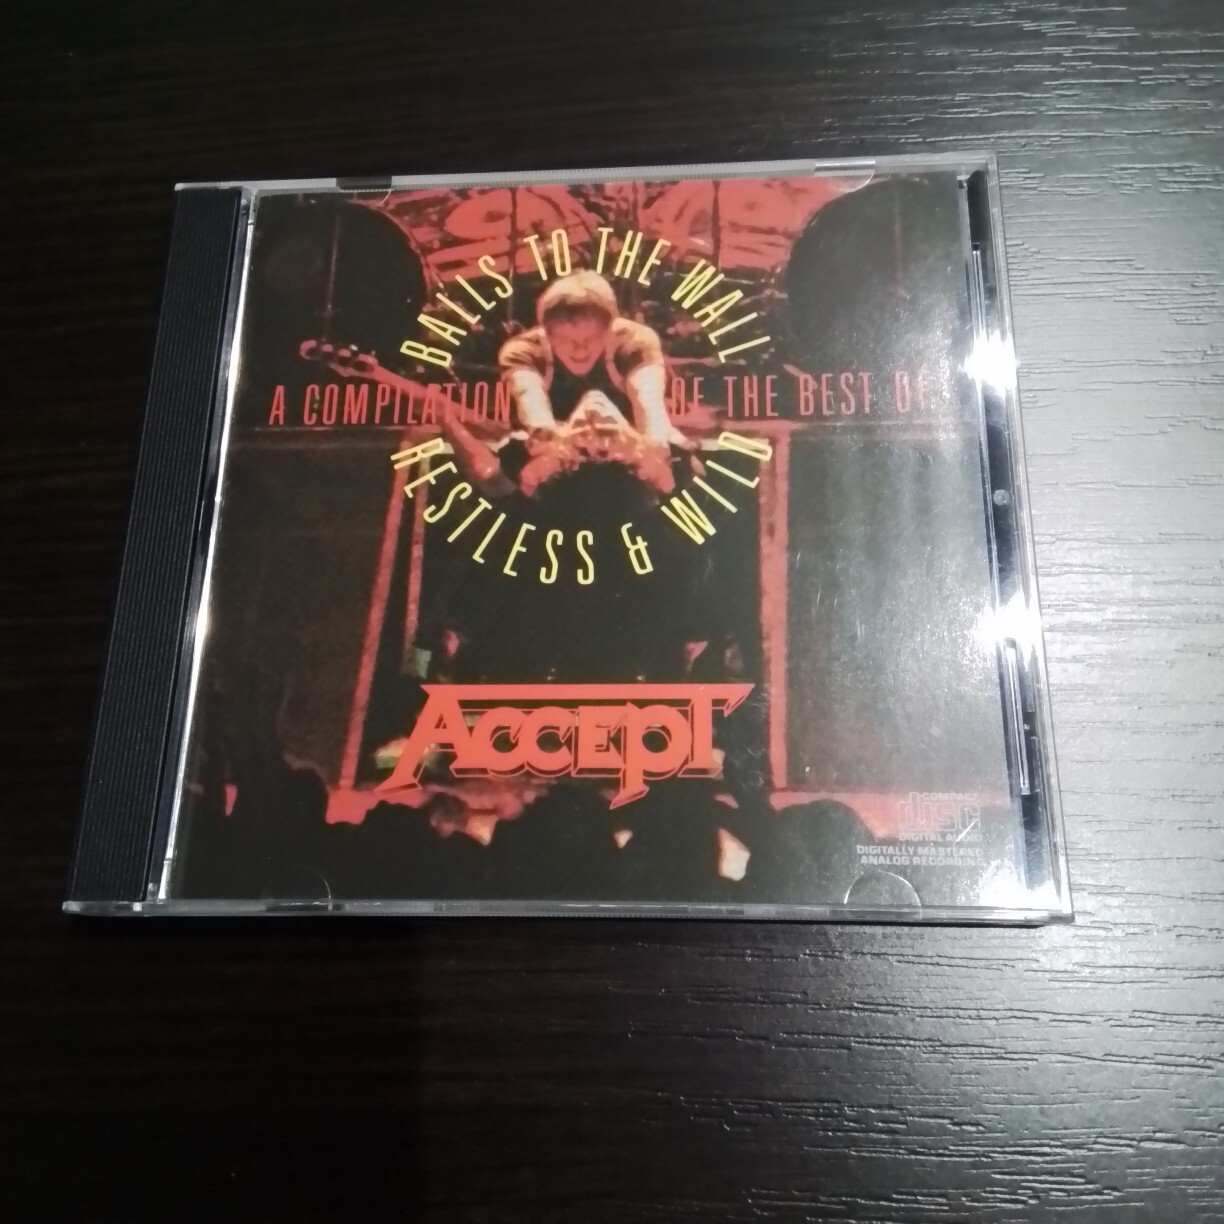 BALLS TO THE WALL
A COMPILATION OF THE BEST OF
RESTLESS & WILD
ACCEPT
COMPACT
disc
DIGITAL AUDIO
DIGITALLY MASTERED
ANALOG RECORDING